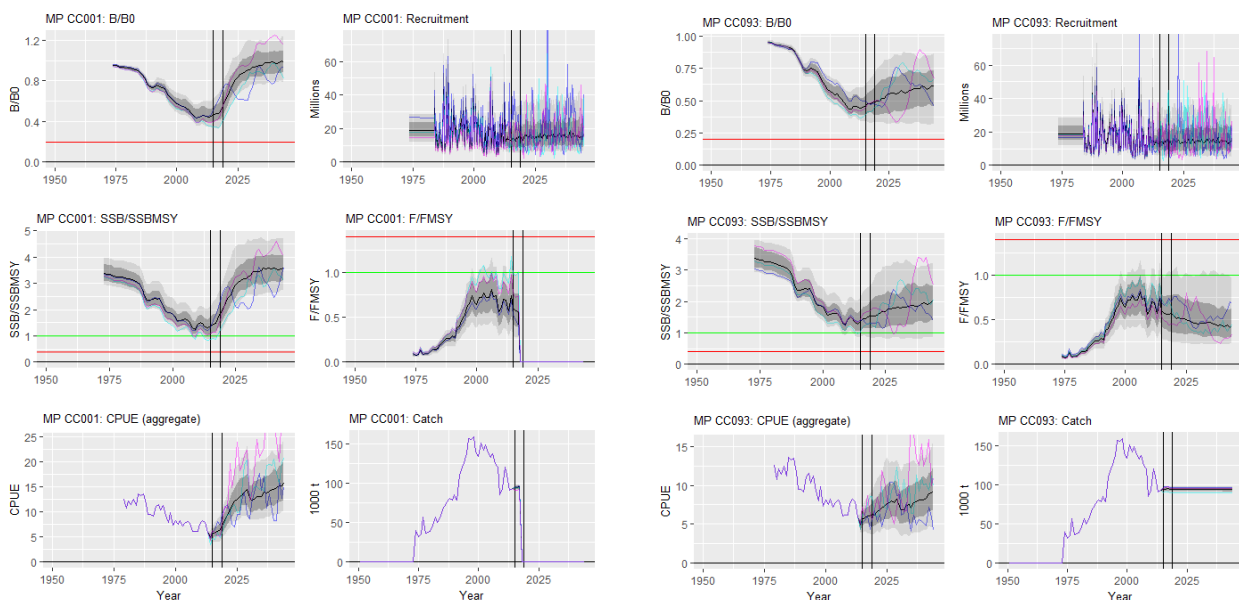 MP CC001: B/B0
MP CC001: Recruitment
MP CC093: B/B0
MP CC093: Recruitment
B/B0
1.2
0.8
0.4
0.0
1950 1975 2000 2025
Millions
60
40
20
0
1950 1975 2000 2025
B/B0
1.00
0.75
0.50
0.25
0.00
1950 1975 2000 2025
Millions
60
40
20
0
1950 1975 2000 2025
MP CC001: SSB/SSBMSY
MP CC001: F/FMSY
MP CC093: SSB/SSBMSY
MP CC093: F/FMSY
SSB/SSBMSY
5
4
3
2
1
0
1950 1975 2000 2025
F/FMSY
1.0
0.5
0.0
1950 1975 2000 2025
SSB/SSBMSY
4
3
2
1
0
1950 1975 2000 2025
F/FMSY
1.0
0.5
0.0
1950 1975 2000 2025
MP CC001: CPUE (aggregate)
MP CC001: Catch
MP CC093: CPUE (aggregate)
MP CC093: Catch
CPUE
25
20
15
10
5
0
1950 1975 2000 2025
Year
1000 t
150
100
50
0
1950 1975 2000 2025
Year
CPUE
15
10
5
0
1950 1975 2000 2025
Year
1000 t
150
100
50
0
1950 1975 2000 2025
Year